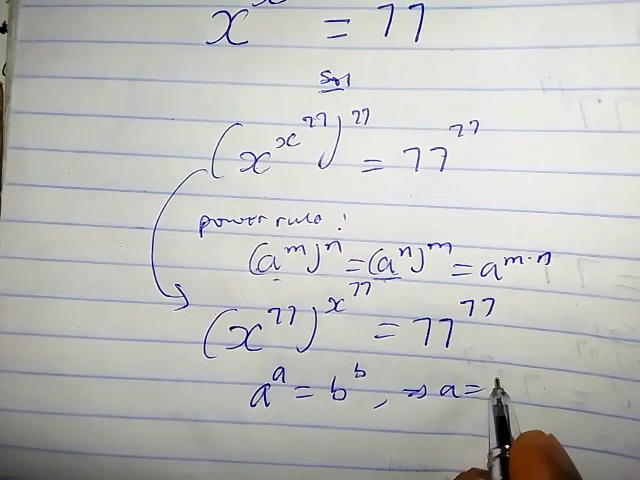 x^x = 77
Sol
(x^x^77)^77 = 77^77
power rule :
(a^m)^n = (a^n)^m = a^m·n
(x^77)^x^77 = 77^77
a^a = b^b, ⇒ a =